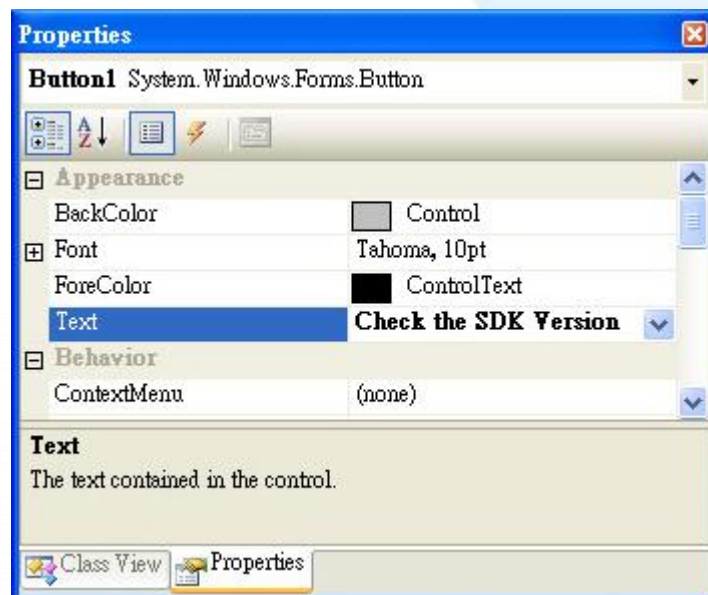 Properties
Button1 System.Windows.Forms.Button
Appearance
BackColor Control
Font Tahoma, 10pt
ForeColor ControlText
Text Check the SDK Version
Behavior
ContextMenu (none)
Text
The text contained in the control.
Class View Properties